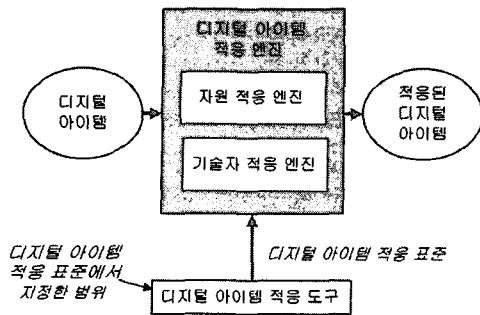 디지털 아이템
적응 엔진
디지털
아이템
자원 적응 엔진
기술자 적응 엔진
적응된
디지털
아이템
디지털 아이템
적응 표준에서
지정한 범위
디지털 아이템 적응 표준
디지털 아이템 적응 도구